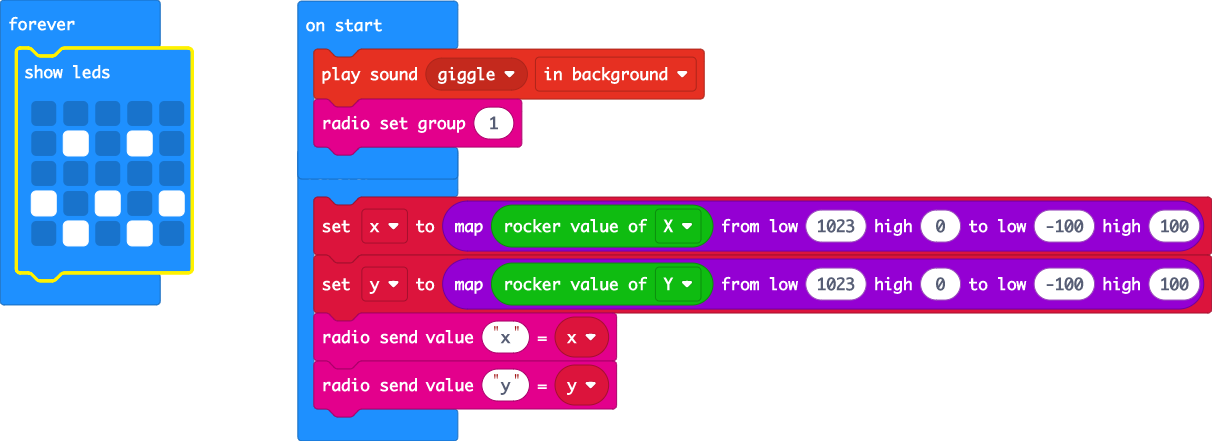 forever
show leds
on start
play sound giggle in background
radio set group 1
set x to map rocker value of X from low 1023 high 0 to low -100 high 100
set y to map rocker value of Y from low 1023 high 0 to low -100 high 100
radio send value "x" = x
radio send value "y" = y